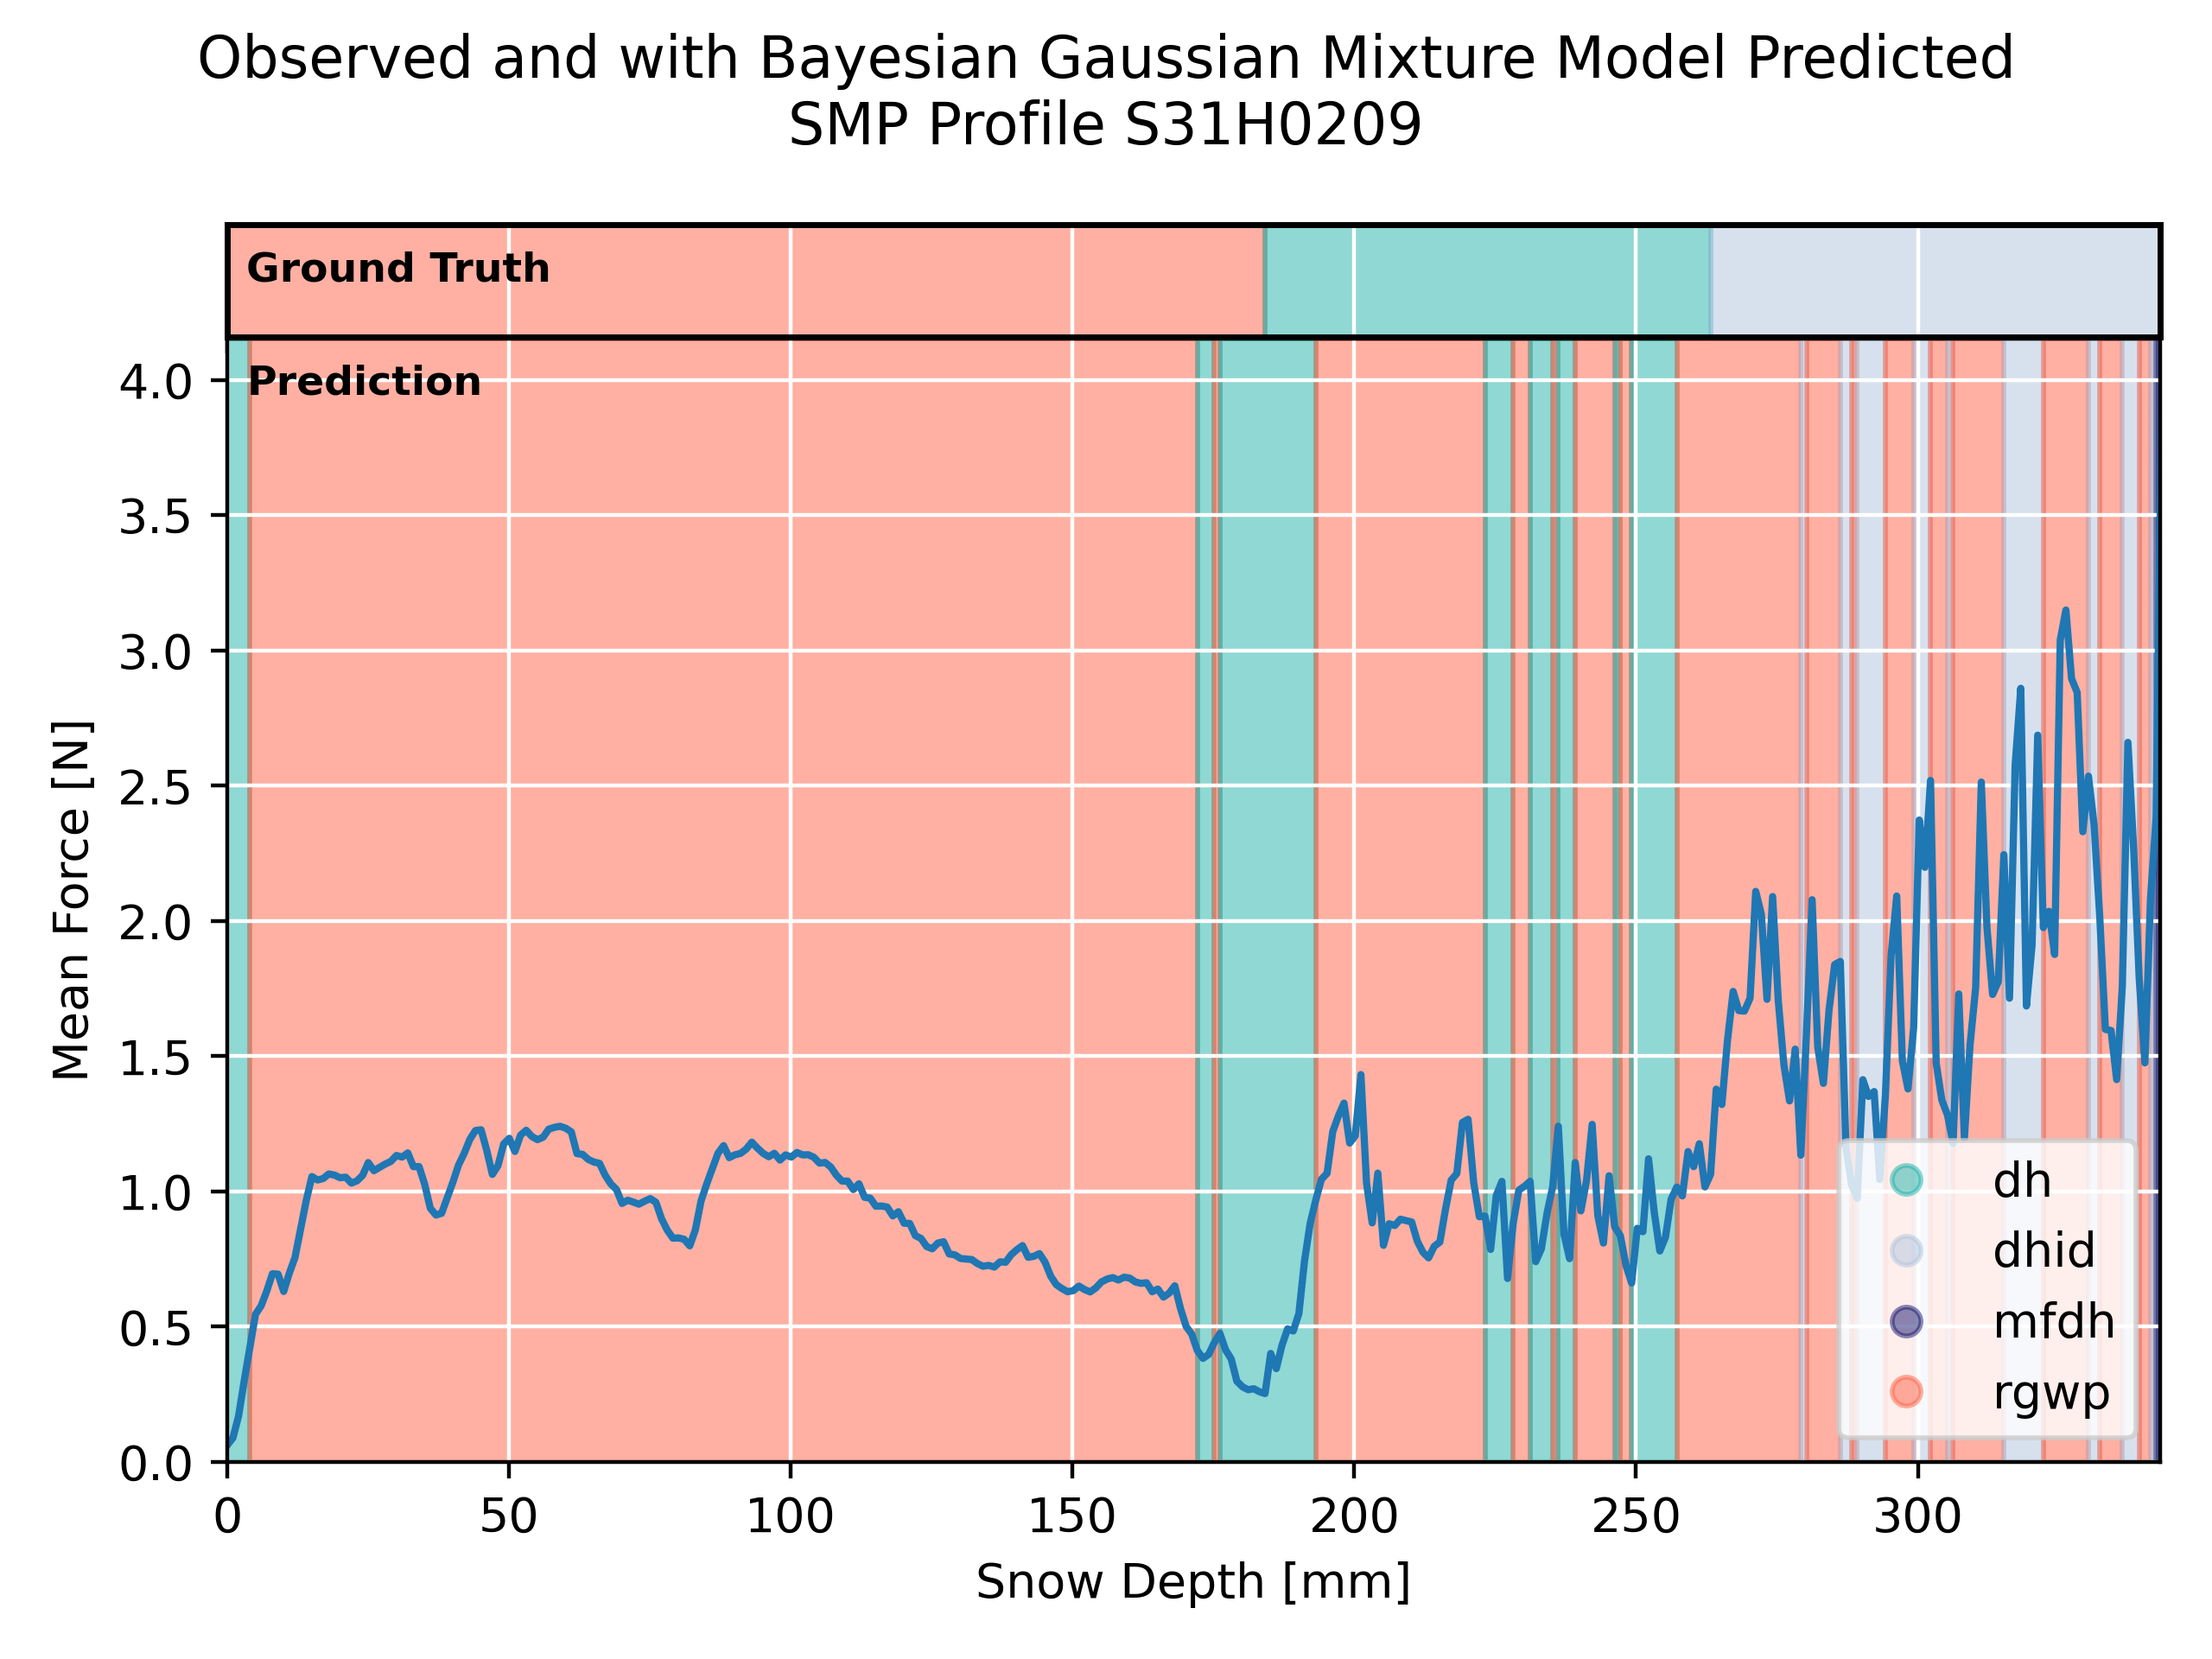 Observed and with Bayesian Gaussian Mixture Model Predicted
SMP Profile S31H0209
Ground Truth
Prediction
4.0
3.5
3.0
2.5
2.0
1.5
1.0
0.5
0.0
Mean Force [N]
dh
dhid
mfdh
rgwp
0 50 100 150 200 250 300
Snow Depth [mm]